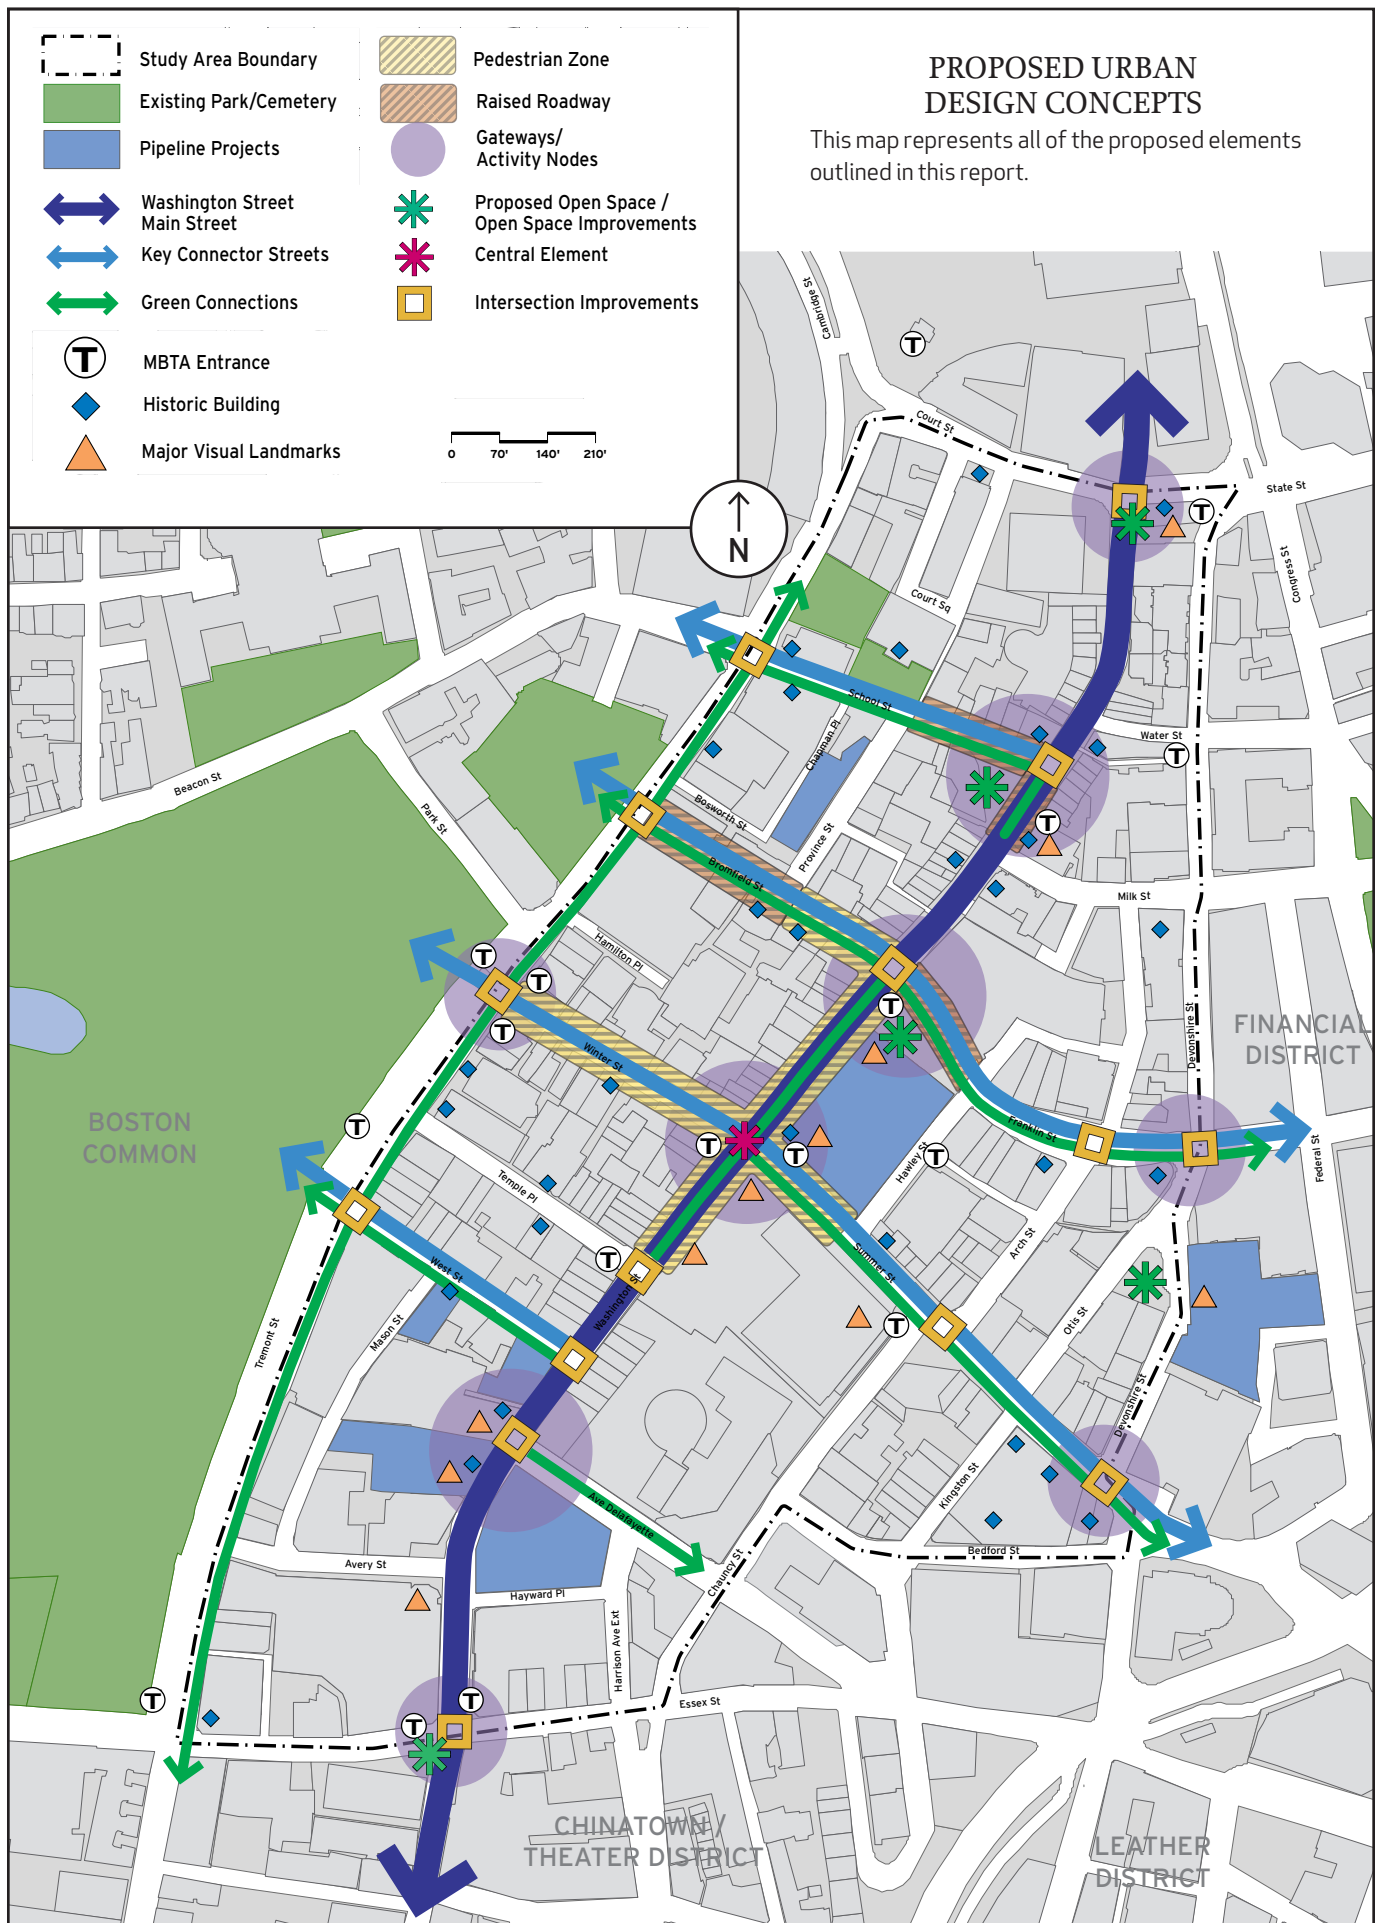 Study Area Boundary
Existing Park/Cemetery
Pipeline Projects
Washington Street
Main Street
Key Connector Streets
Green Connections
T
MBTA Entrance
Historic Building
Major Visual Landmarks
Pedestrian Zone
Raised Roadway
Gateways/
Activity Nodes
Proposed Open Space /
Open Space Improvements
Central Element
Intersection Improvements
0 70' 140' 210'
N
PROPOSED URBAN
DESIGN CONCEPTS
This map represents all of the proposed elements
outlined in this report.
Cambridge St
T
Court St
State St
T
Congress St
Court Sq
School St
Water St
T
Chapman Pl
Beacon St
Park St
Bosworth St
Province St
T
Bromfield St
Milk St
Hamilton Pl
T
T
T
T
Devonshire St
FINANCIAL
DISTRICT
Winter St
BOSTON
COMMON
T
Franklin St
Federal St
T
T
T
Hawley St
Temple Pl
Arch St
T
Summer St
West St
Washington St
T
Otis St
Mason St
Tremont St
Devonshire St
Kingston St
Ave Delafayette
Bedford St
Avery St
Chauncy St
Hayward Pl
Harrison Ave Ext
T
T
T
Essex St
CHINATOWN /
THEATER DISTRICT
LEATHER
DISTRICT